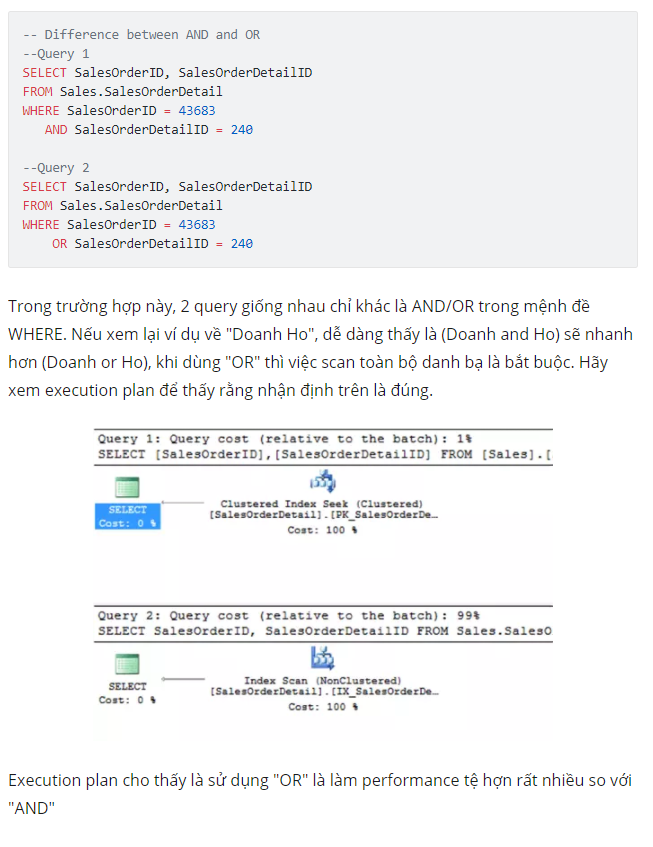 -- Difference between AND and OR
--Query 1
SELECT SalesOrderID, SalesOrderDetailID
FROM Sales.SalesOrderDetail
WHERE SalesOrderID = 43683
AND SalesOrderDetailID = 240
--Query 2
SELECT SalesOrderID, SalesOrderDetailID
FROM Sales.SalesOrderDetail
WHERE SalesOrderID = 43683
OR SalesOrderDetailID = 240
Trong trường hợp này, 2 query giống nhau chỉ khác là AND/OR trong mệnh đề
WHERE. Nếu xem lại ví dụ về "Doanh Ho", dễ dàng thấy là (Doanh and Ho) sẽ nhanh
hơn (Doanh or Ho), khi dùng "OR" thì việc scan toàn bộ danh bạ là bắt buộc. Hãy
xem execution plan để thấy rằng nhận định trên là đúng.
Query 1: Query cost (relative to the batch): 1%
SELECT [SalesOrderID],[SalesOrderDetailID] FROM [Sales].[
SELECT
Cost: 0 %
Clustered Index Seek (Clustered)
[SalesOrderDetail].[PK_SalesOrderDe…
Cost: 100 %
Query 2: Query cost (relative to the batch): 99%
SELECT SalesOrderID, SalesOrderDetailID FROM Sales.SalesO
SELECT
Cost: 0 %
Index Scan (NonClustered)
[SalesOrderDetail].[IX_SalesOrderDe…
Cost: 100 %
Execution plan cho thấy là sử dụng "OR" là làm performance tệ hợn rất nhiều so với
"AND"